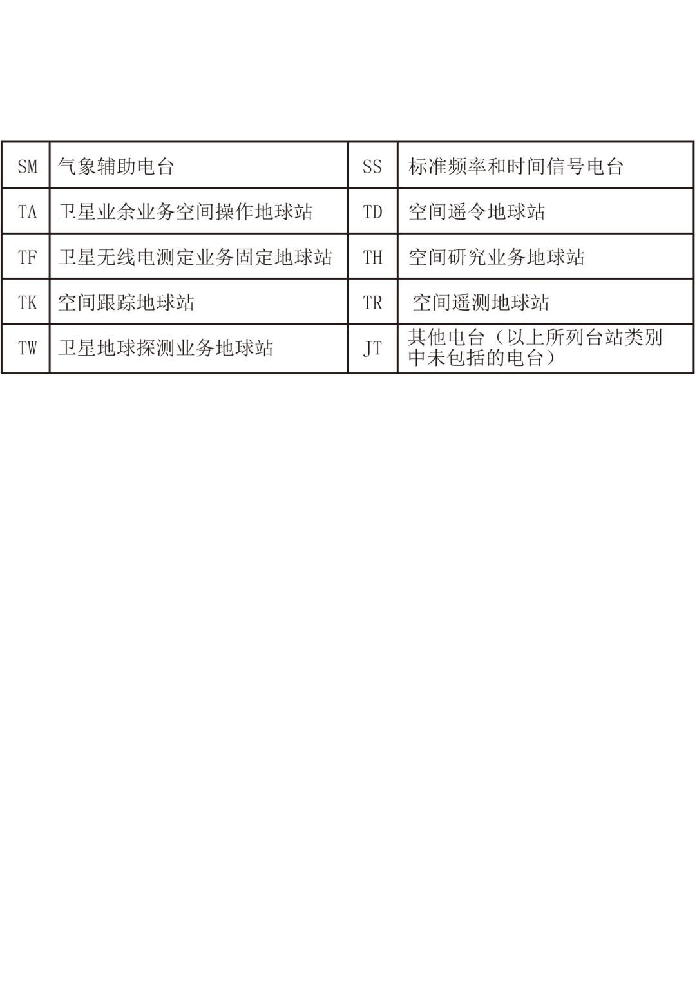 SM 气象辅助电台 SS 标准频率和时间信号电台
TA 卫星业余业务空间操作地球站 TD 空间遥令地球站
TF 卫星无线电测定业务固定地球站 TH 空间研究业务地球站
TK 空间跟踪地球站 TR 空间遥测地球站
TW 卫星地球探测业务地球站 JT 其他电台（以上所列台站类别
中未包括的电台）